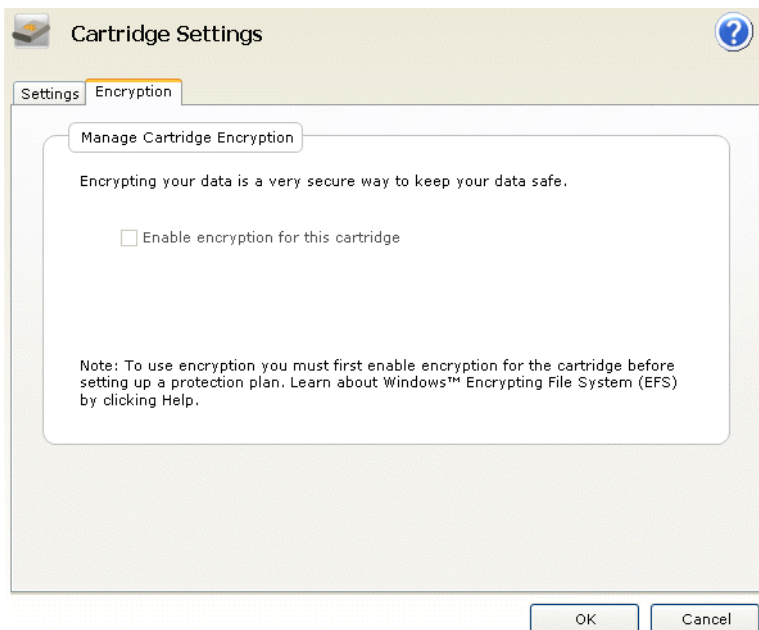 Cartridge Settings
?
Settings
Encryption
Manage Cartridge Encryption
Encrypting your data is a very secure way to keep your data safe.
Enable encryption for this cartridge
Note: To use encryption you must first enable encryption for the cartridge before
setting up a protection plan. Learn about Windows™ Encrypting File System (EFS)
by clicking Help.
OK
Cancel